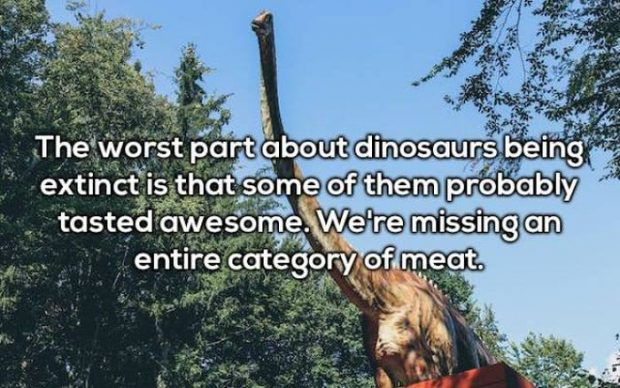 The worst part about dinosaurs being
extinct is that some of them probably
tasted awesome. We're missing an
entire category of meat.